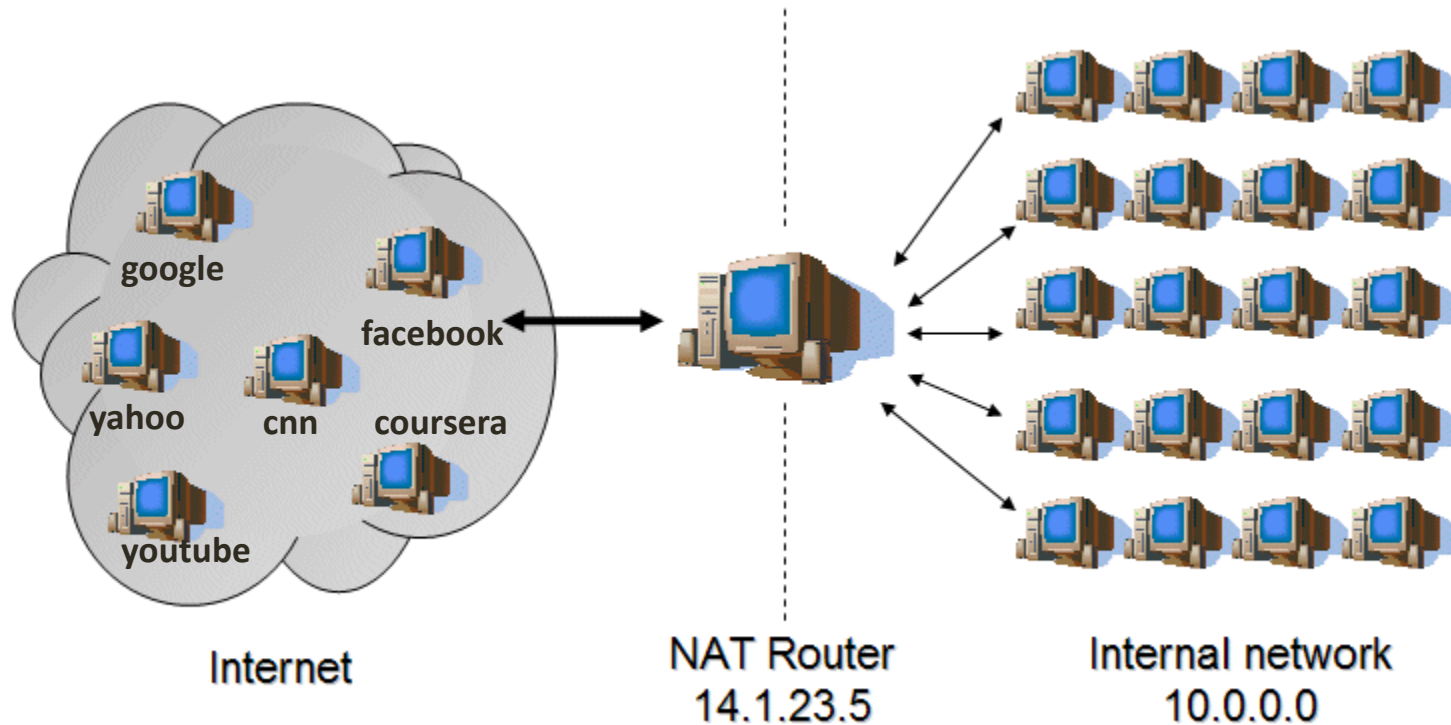 google
facebook
yahoo
cnn
coursera
youtube
Internet
NAT Router
14.1.23.5
Internal network
10.0.0.0